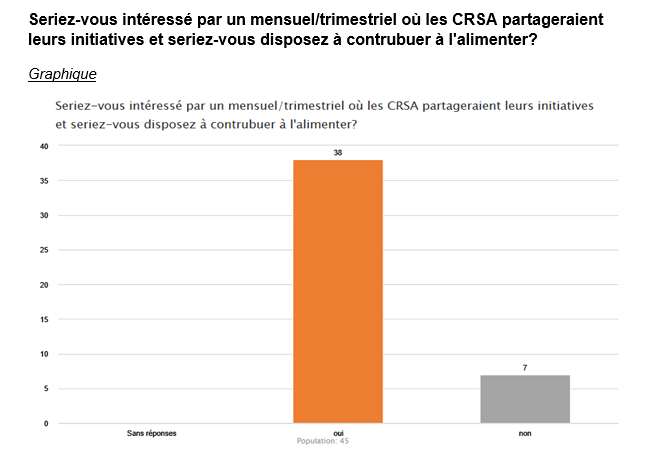 Seriez-vous intéressé par un mensuel/trimestriel où les CRSA partageraient
leurs initiatives et seriez-vous disposez à contrubuer à l'alimenter?
Graphique
Seriez-vous intéressé par un mensuel/trimestriel où les CRSA partageraient leurs initiatives
et seriez-vous disposez à contrubuer à l'alimenter?
40
38
35
30
25
20
15
10
7
5
0
Sans réponses oui non
Population: 45